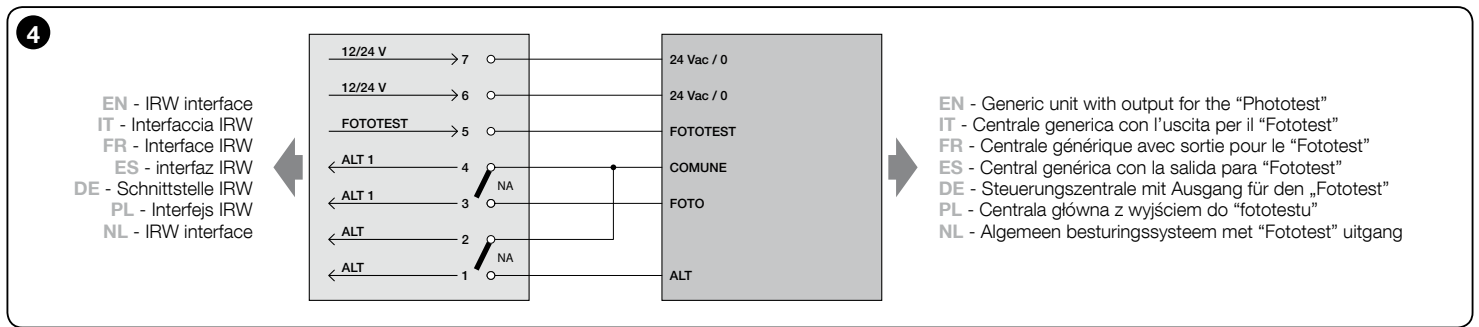 4
EN - IRW interface
IT - Interfaccia IRW
FR - Interface IRW
ES - interfaz IRW
DE - Schnittstelle IRW
PL - Interfejs IRW
NL - IRW interface
12/24 V 7
12/24 V 6
FOTOTEST 5
ALT 1 4
NA
ALT 1 3
ALT 2
NA
ALT 1
24 Vac / 0
24 Vac / 0
FOTOTEST
COMUNE
FOTO
ALT
EN - Generic unit with output for the “Phototest”
IT - Centrale generica con l’uscita per il “Fototest”
FR - Centrale générique avec sortie pour le “Fototest”
ES - Central genérica con la salida para “Fototest”
DE - Steuerungszentrale mit Ausgang für den „Fototest”
PL - Centrala główna z wyjściem do “fototestu”
NL - Algemeen besturingssysteem met “Fototest” uitgang